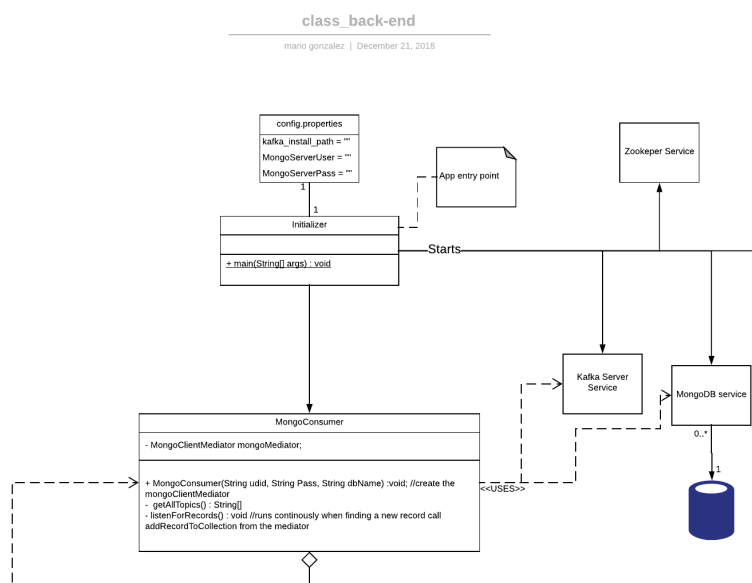 class_back-end
mario gonzalez | December 21, 2018
config.properties
kafka_install_path = ""
MongoServerUser = ""
MongoServerPass = ""
1
1
App entry point
Zookeper Service
Initializer
+ main(String[] args) : void
Starts
Kafka Server
Service
MongoDB service
0..*
1
MongoConsumer
- MongoClientMediator mongoMediator;
+ MongoConsumer(String udid, String Pass, String dbName) :void; //create the
mongoClientMediator
- getAllTopics() : String[]
- listenForRecords() : void //runs continously when finding a new record call
addRecordToCollection from the mediator
<<USES>>